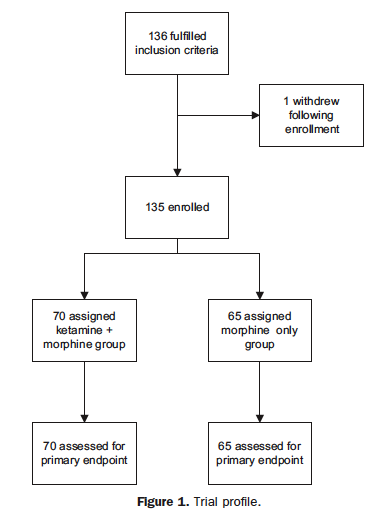 136 fulfilled
inclusion criteria
1 withdrew
following
enrollment
135 enrolled
70 assigned
ketamine +
morphine group
65 assigned
morphine only
group
70 assessed for
primary endpoint
65 assessed for
primary endpoint
Figure 1. Trial profile.